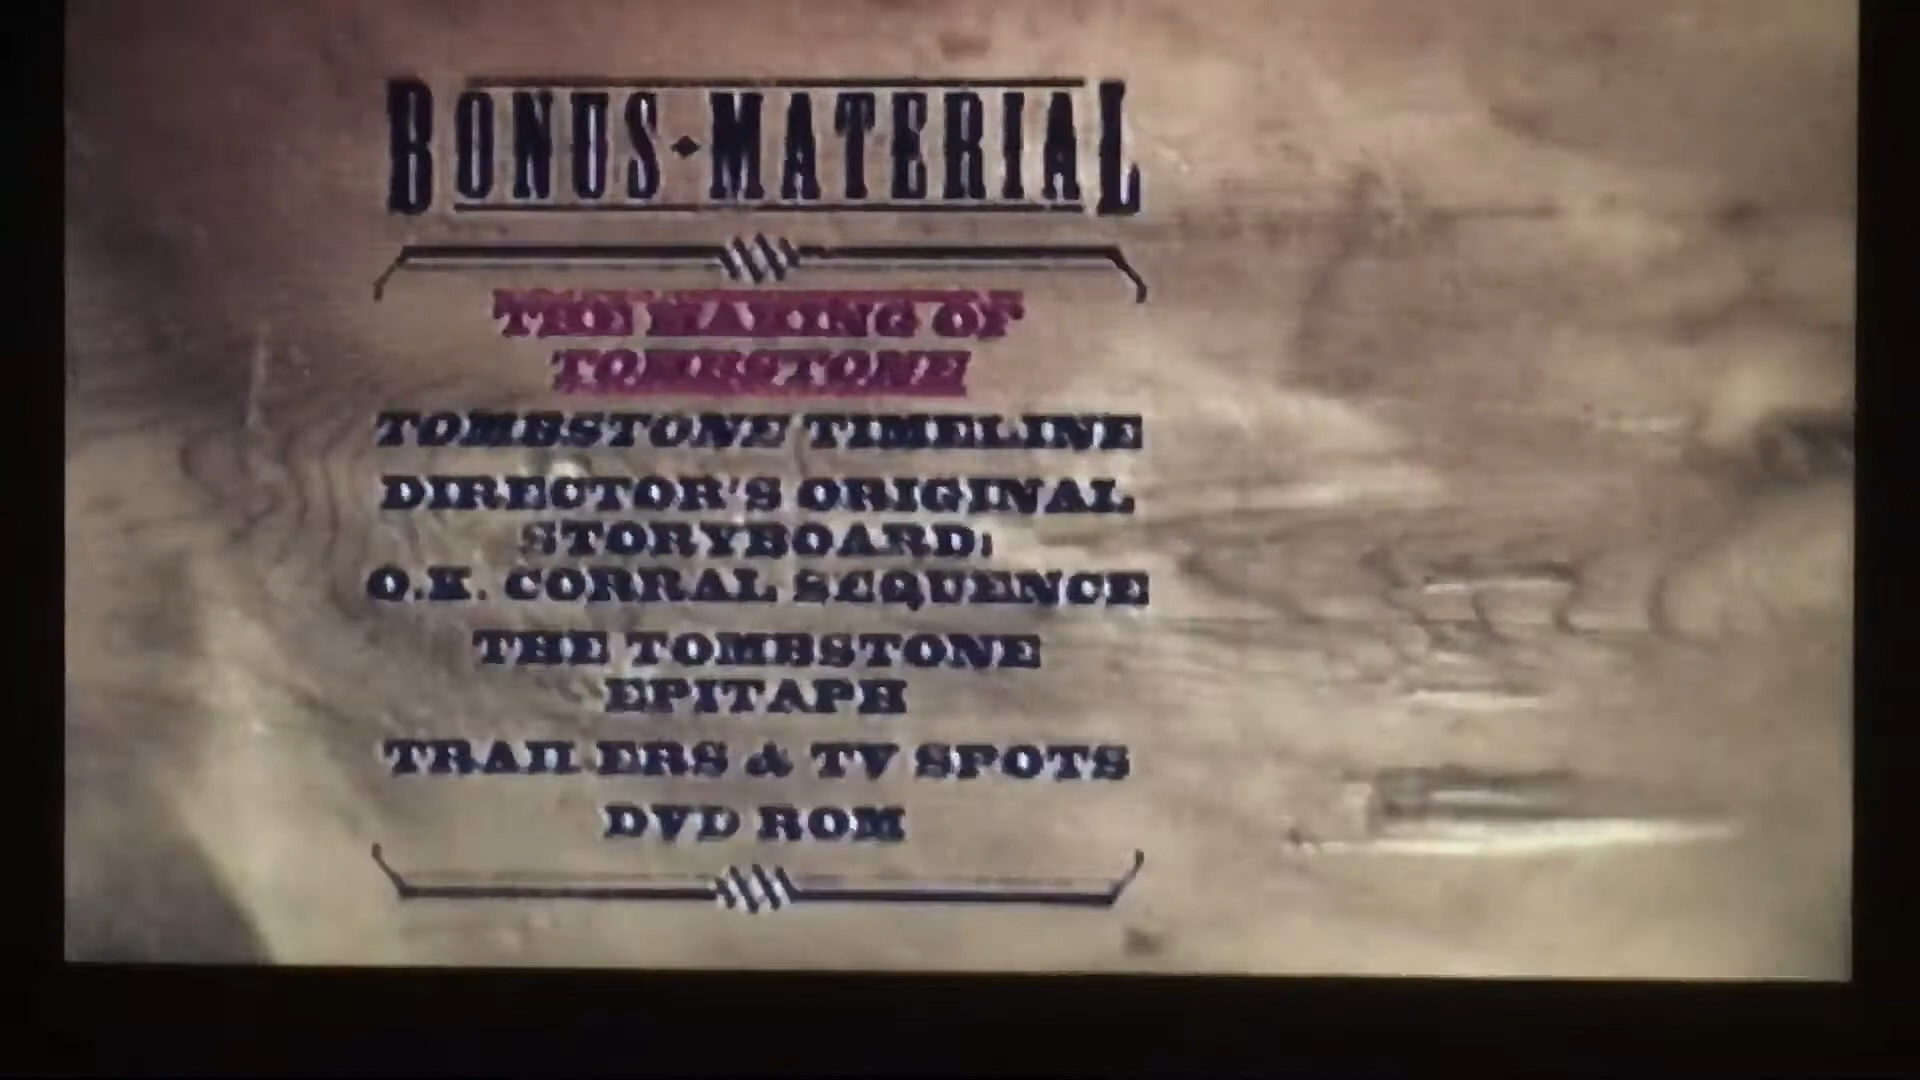 BONUS • MATERIAL
THE MAKING OF
TOMBSTONE
TOMBSTONE TIMELINE
DIRECTOR'S ORIGINAL
STORYBOARD:
O.K. CORRAL SEQUENCE
THE TOMBSTONE
EPITAPH
TRAILERS & TV SPOTS
DVD ROM